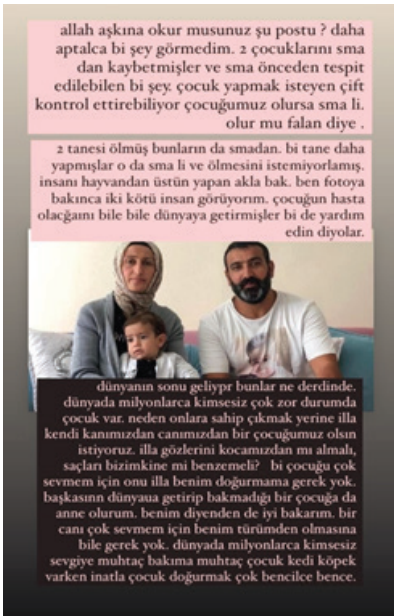 allah aşkına okur musunuz şu postu ? daha
aptalca bi şey görmedim. 2 çocuklarını sma
dan kaybetmişler ve sma önceden tespit
edilebilen bi şey. çocuk yapmak isteyen çift
kontrol ettirebiliyor çocuğumuz olursa sma li.
olur mu falan diye .
2 tanesi ölmüş bunların da smadan. bi tane daha
yapmışlar o da sma li ve ölmesini istemiyorlamış.
insanı hayvandan üstün yapan akla bak. ben fotoya
bakınca iki kötü insan görüyorım. çocuğun hasta
olacğaını bile bile dünyaya getirmişler bi de yardım
edin diyolar.
dünyanın sonu geliypr bunlar ne derdinde.
dünyada milyonlarca kimsesiz çok zor durumda
çocuk var. neden onlara sahip çıkmak yerine illa
kendi kanımızdan canımızdan bir çocuğumuz olsın
istiyoruz. illa gözlerini kocamizdan mı almalı,
saçları bizimkine mi benzemeli? bi çocuğu çok
sevmem için onu illa benim doğurmama gerek yok.
başkasınn dünyaua getirip bakmadığı bir çocuğa da
anne olurum. benim diyenden de iyi bakarım. bir
canı çok sevmem için benim türümden olmasına
bile gerek yok. dünyada milyonlarca kimsesiz
sevgiye muhtaç bakıma muhtaç çocuk kedi köpek
varken inatla çocuk doğurmak çok bencilce bence.